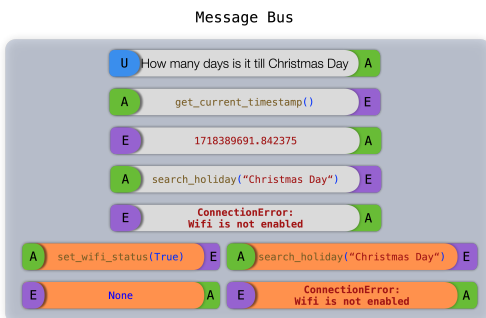 Message Bus
U How many days is it till Christmas Day A
A get_current_timestamp() E
E 1718389691.842375 A
A search_holiday(“Christmas Day“) E
E ConnectionError: A
Wifi is not enabled
A set_wifi_status(True) E A search_holiday(“Christmas Day“) E
E None A E ConnectionError: A
Wifi is not enabled